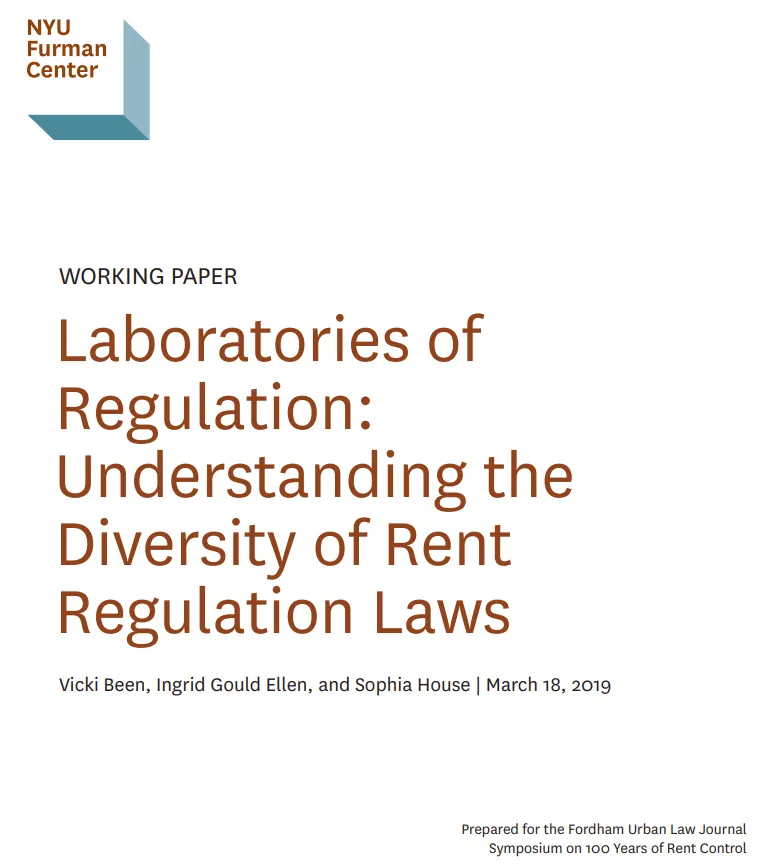 NYU
Furman
Center
WORKING PAPER
Laboratories of
Regulation:
Understanding the
Diversity of Rent
Regulation Laws
Vicki Been, Ingrid Gould Ellen, and Sophia House | March 18, 2019
Prepared for the Fordham Urban Law Journal
Symposium on 100 Years of Rent Control